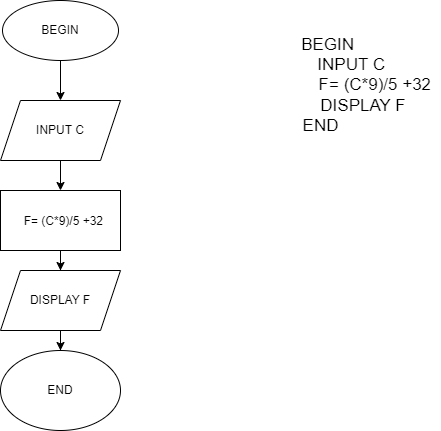 BEGIN
INPUT C
F= (C*9)/5 +32
DISPLAY F
END
BEGIN
INPUT C
F= (C*9)/5 +32
DISPLAY F
END